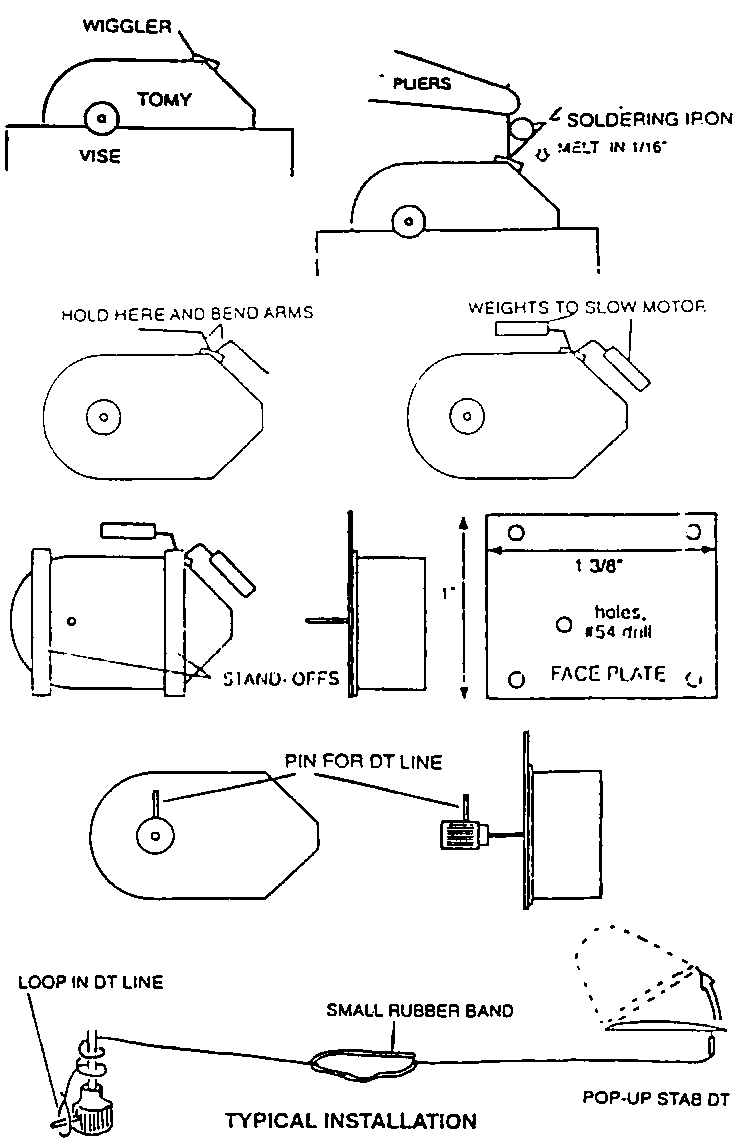 WIGGLER
TOMY
VISE
PLIERS
SOLDERING IRON
MELT IN 1/16"
HOLD HERE AND BEND ARMS
WEIGHTS TO SLOW MOTOR
1"
1 3/8"
holes,
#54 drill
FACE PLATE
STAND-OFFS
PIN FOR DT LINE
LOOP IN DT LINE
SMALL RUBBER BAND
POP-UP STAB DT
TYPICAL INSTALLATION